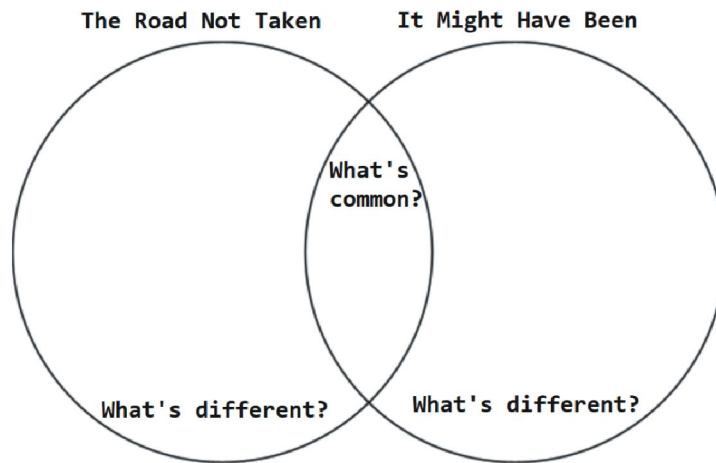 The Road Not Taken
It Might Have Been
What's
common?
What's different?
What's different?